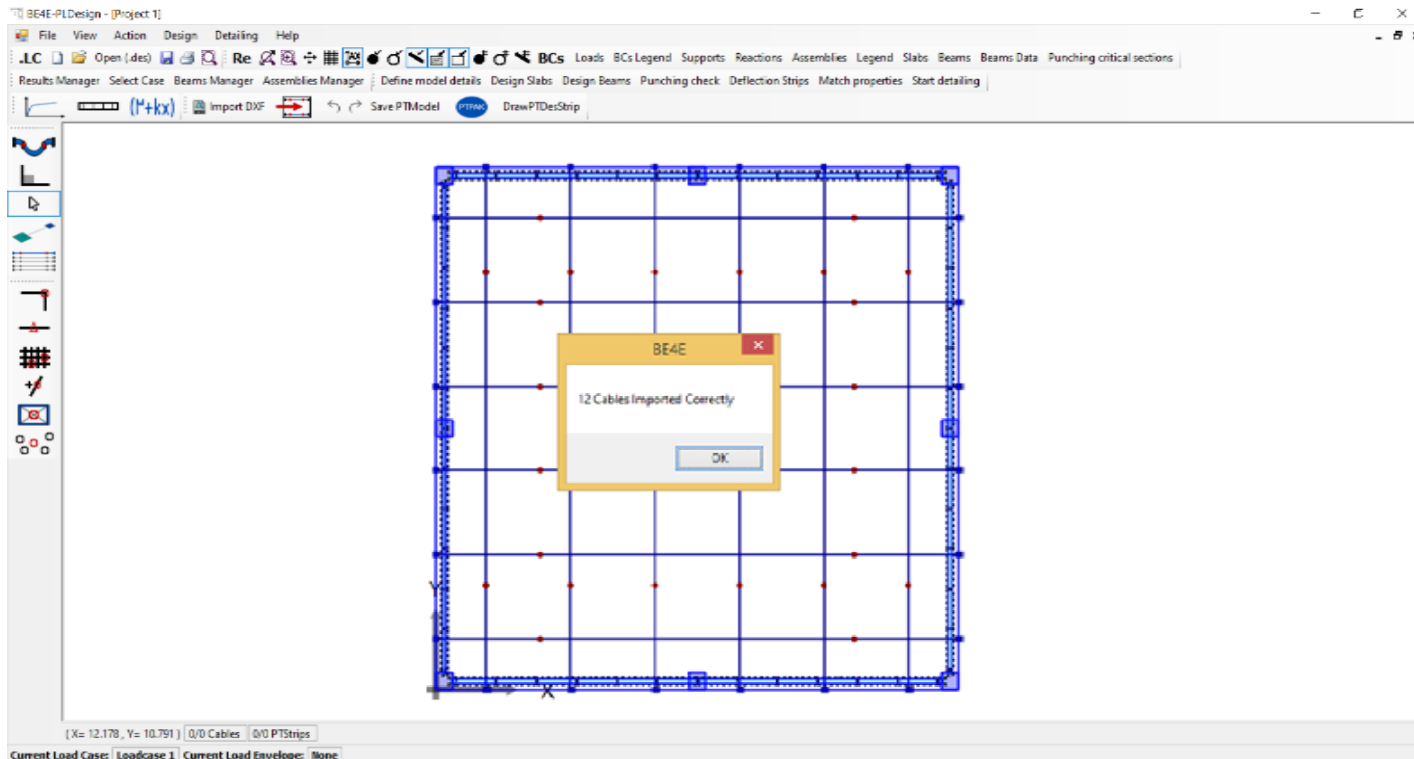 BE4E-PLDesign - [Project 1]
File View Action Design Detailing Help
.LC Open (.des) Re BCs Loads BCs Legend Supports Reactions Assemblies Legend Slabs Beams Beams Data Punching critical sections
Results Manager Select Case Beams Manager Assemblies Manager Define model details Design Slabs Design Beams Punching check Deflection Strips Match properties Start detailing
(μ+kx) Import DXF Save PTModel PTPAK DrawPTDesStrip
BE4E
12 Cables Imported Correctly
OK
Y
X
( X= 12.178 , Y= 10.791 ) 0/0 Cables 0/0 PTStrips
Current Load Case: Loadcase 1 Current Load Envelope: None